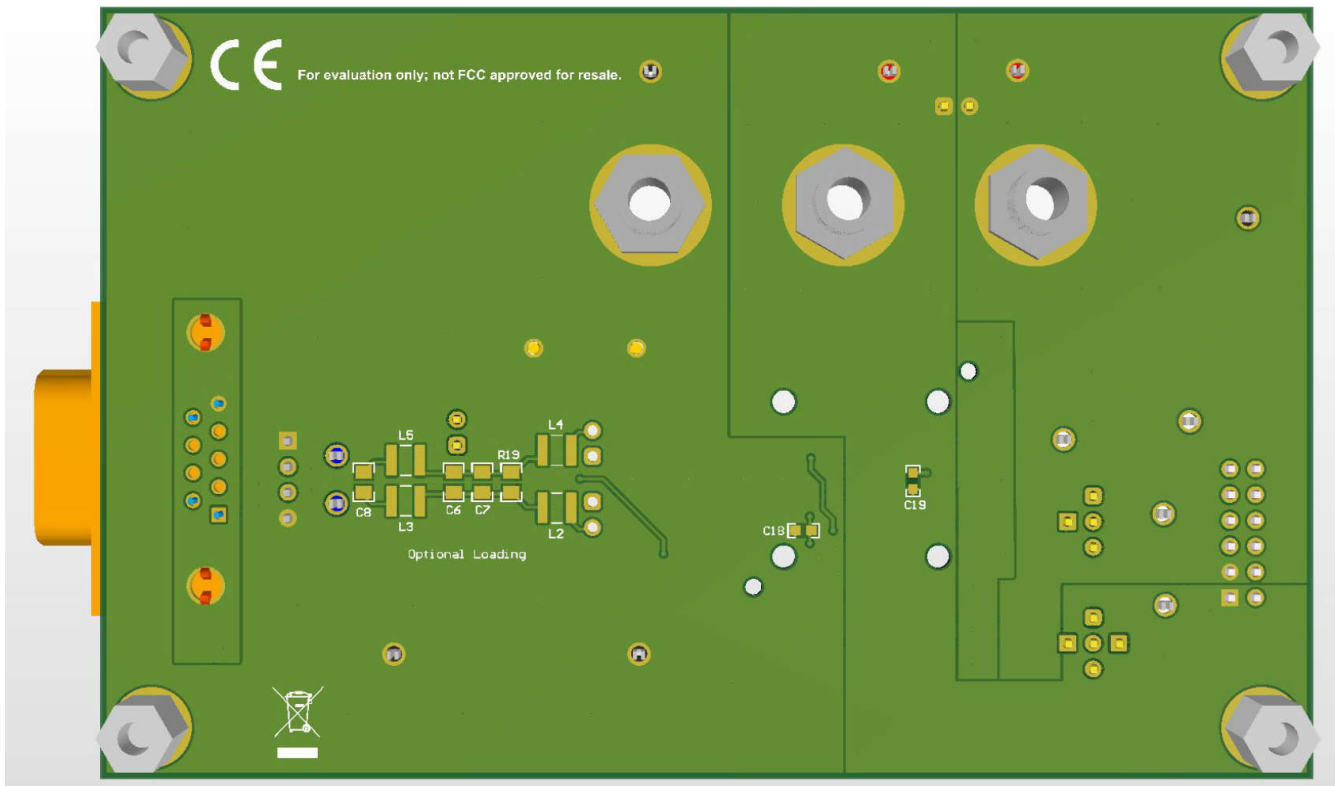 CE
For evaluation only; not FCC approved for resale.
L5
L4
R19
C8
L3
C6
C7
L2
C18
C19
Optional Loading